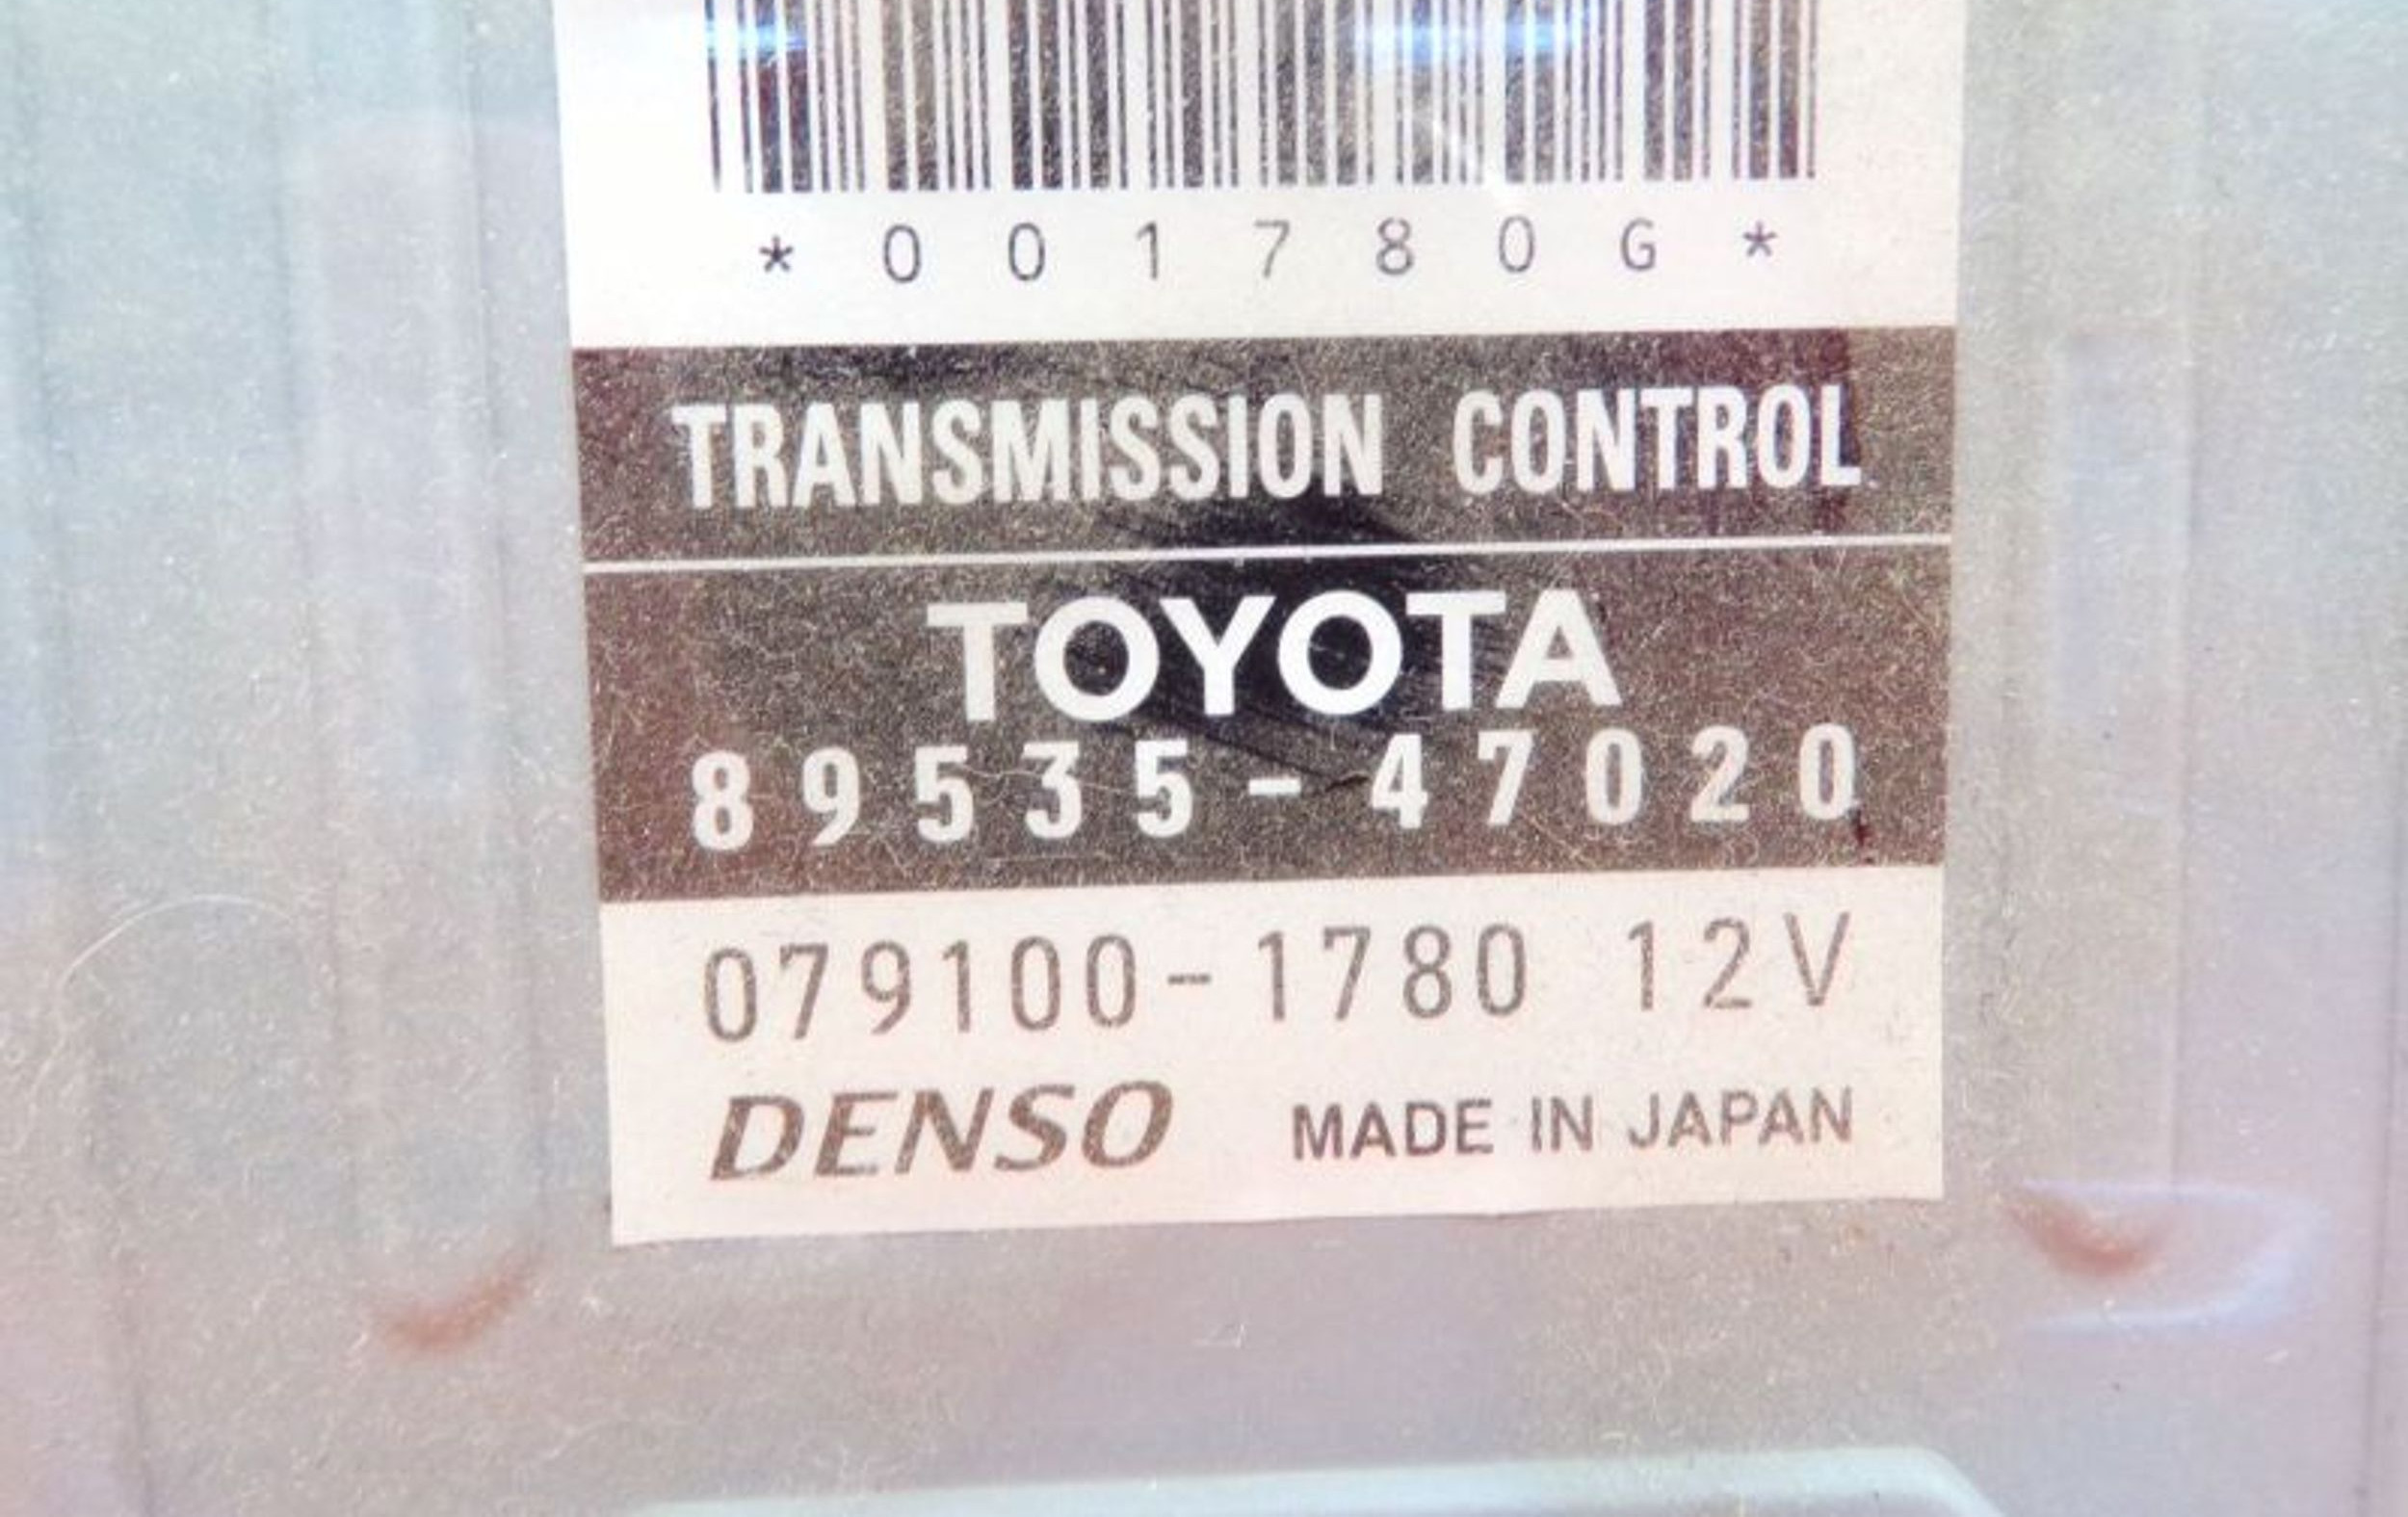 *001780G*
TRANSMISSION CONTROL
TOYOTA
89535-47020
079100-1780 12V
DENSO MADE IN JAPAN